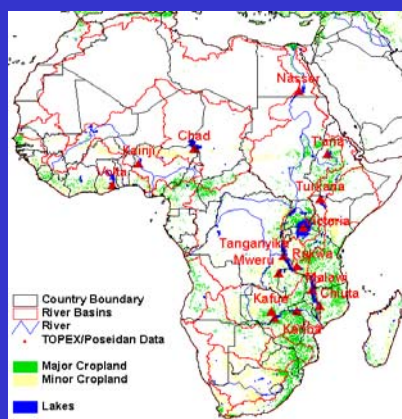 Nasser
Chad
Tana
Kainji
Volta
Turkana
Victoria
Tanganyika
Rukwa
Mweru
Malawi
Chiuta
Kafue
Kariba
Country Boundary
River Basins
River
TOPEX/Poseidan Data
Major Cropland
Minor Cropland
Lakes